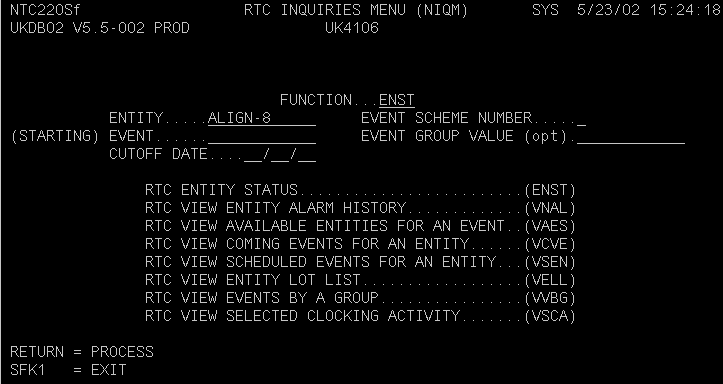 NTC220Sf RTC INQUIRIES MENU (NIQM) SYS 5/23/02 15:24:18
UKDB02 V5.5-002 PROD UK4106
FUNCTION...ENST
ENTITY.....ALIGN-8______ EVENT SCHEME NUMBER....._
(STARTING) EVENT......____________ EVENT GROUP VALUE (opt).____________
CUTOFF DATE....__/__/__
RTC ENTITY STATUS.........................(ENST)
RTC VIEW ENTITY ALARM HISTORY.............(VNAL)
RTC VIEW AVAILABLE ENTITIES FOR AN EVENT..(VAES)
RTC VIEW COMING EVENTS FOR AN ENTITY......(VCVE)
RTC VIEW SCHEDULED EVENTS FOR AN ENTITY...(VSEN)
RTC VIEW ENTITY LOT LIST..................(VELL)
RTC VIEW EVENTS BY A GROUP................(VVBG)
RTC VIEW SELECTED CLOCKING ACTIVITY.......(VSCA)
RETURN = PROCESS
SFK1 = EXIT